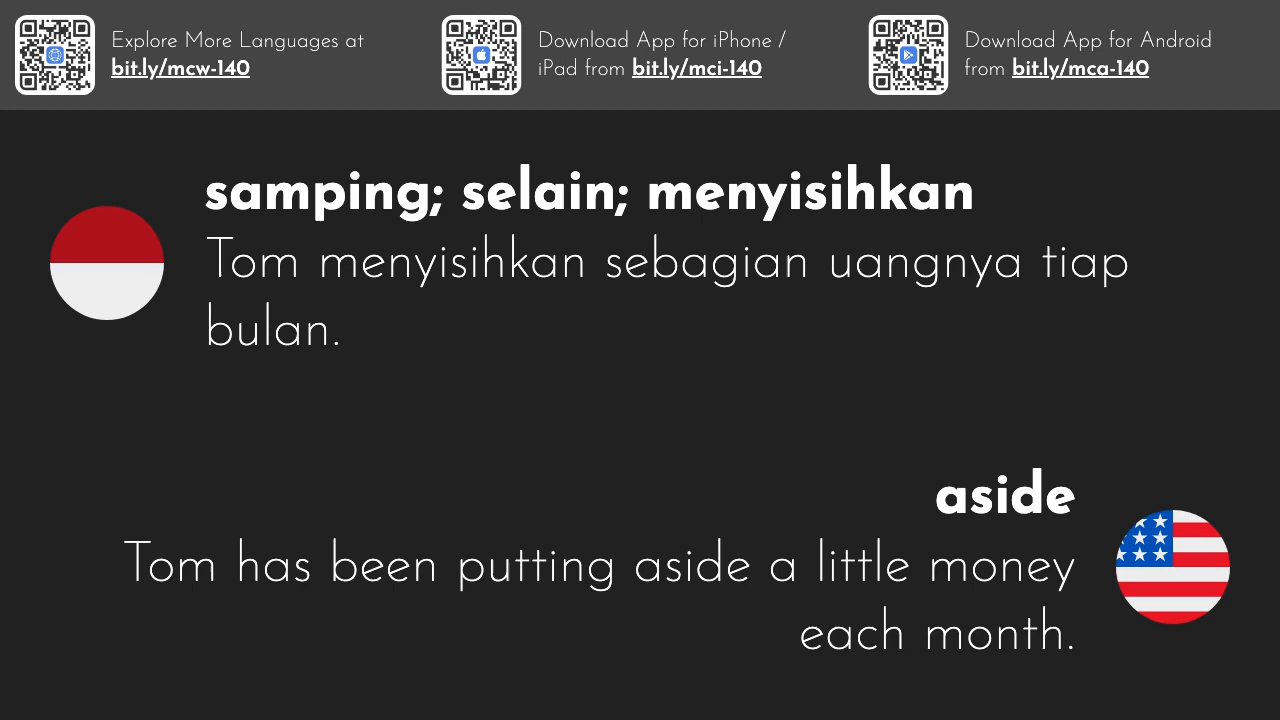 Explore More Languages at
bit.ly/mcw-140
Download App for iPhone /
iPad from bit.ly/mci-140
Download App for Android
from bit.ly/mca-140
samping; selain; menyisihkan
Tom menyisihkan sebagian uangnya tiap
bulan.
aside
Tom has been putting aside a little money
each month.